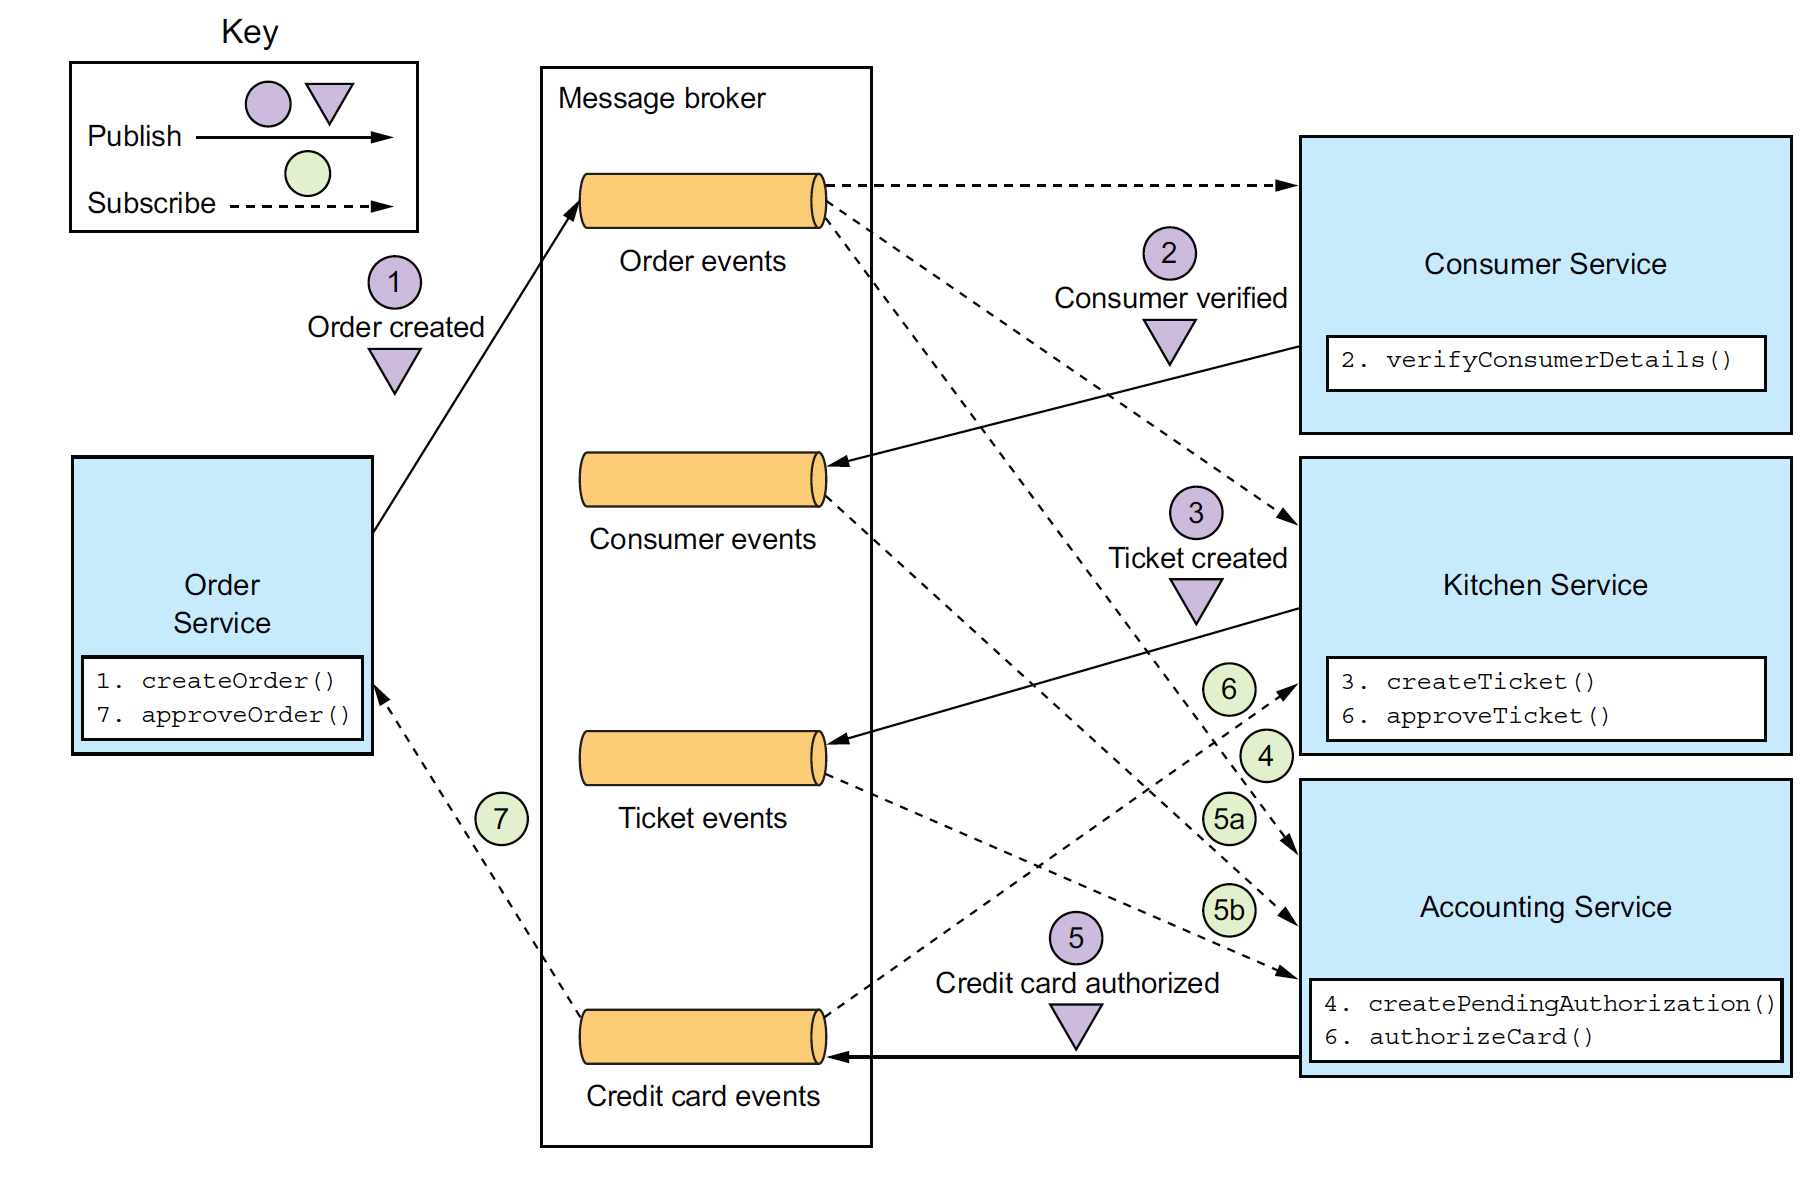 Key
Publish
Subscribe
Message broker
Order events
Consumer events
Ticket events
Credit card events
1
Order created
Order
Service
1. createOrder()
7. approveOrder()
7
2
Consumer verified
Consumer Service
2. verifyConsumerDetails()
3
Ticket created
Kitchen Service
3. createTicket()
6. approveTicket()
6
4
5a
5b
5
Credit card authorized
Accounting Service
4. createPendingAuthorization()
6. authorizeCard()